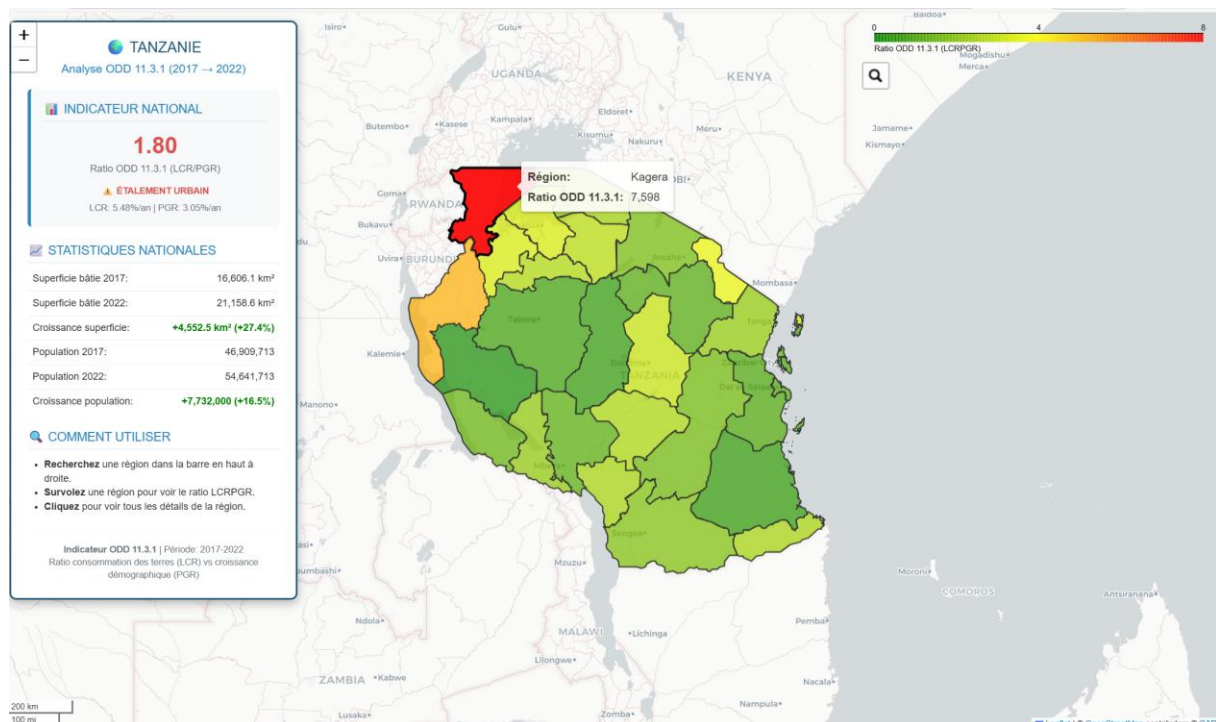 +
−
TANZANIE
Analyse ODD 11.3.1 (2017 → 2022)
INDICATEUR NATIONAL
1.80
Ratio ODD 11.3.1 (LCR/PGR)
ÉTALEMENT URBAIN
LCR: 5.48%/an | PGR: 3.05%/an
STATISTIQUES NATIONALES
Superficie bâtie 2017: 16,606.1 km²
Superficie bâtie 2022: 21,158.6 km²
Croissance superficie: +4,552.5 km² (+27.4%)
Population 2017: 46,909,713
Population 2022: 54,641,713
Croissance population: +7,732,000 (+16.5%)
COMMENT UTILISER
• Recherchez une région dans la barre en haut à
droite.
• Survolez une région pour voir le ratio LCRPGR.
• Cliquez pour voir tous les détails de la région.
Indicateur ODD 11.3.1 | Période: 2017-2022
Ratio consommation des terres (LCR) vs croissance
démographique (PGR)
200 km
100 mi
0 4 8
Ratio ODD 11.3.1 (LCRPGR)
Région: Kagera
Ratio ODD 11.3.1: 7,598
Isiro
Gulu
Baidoa
Mogadishu
Merca
UGANDA
KENYA
Eldoret
Butembo
Kasese
Kampala
Kisumu
Meru
Nakuru
Jamame
Kismayo
Goma
RWANDA
Bukavu
Uvira
BURUNDI
Arusha
Mombasa
Tabora
Tanga
Kalemie
TANZANIA
Manono
Songea
Mzuzu
Moroni
COMOROS
Antsiranana
Ndola
Pemba
MALAWI
Lichinga
Lilongwe
ZAMBIA
Kabwe
Nacala
Lusaka
Zomba
Nampula